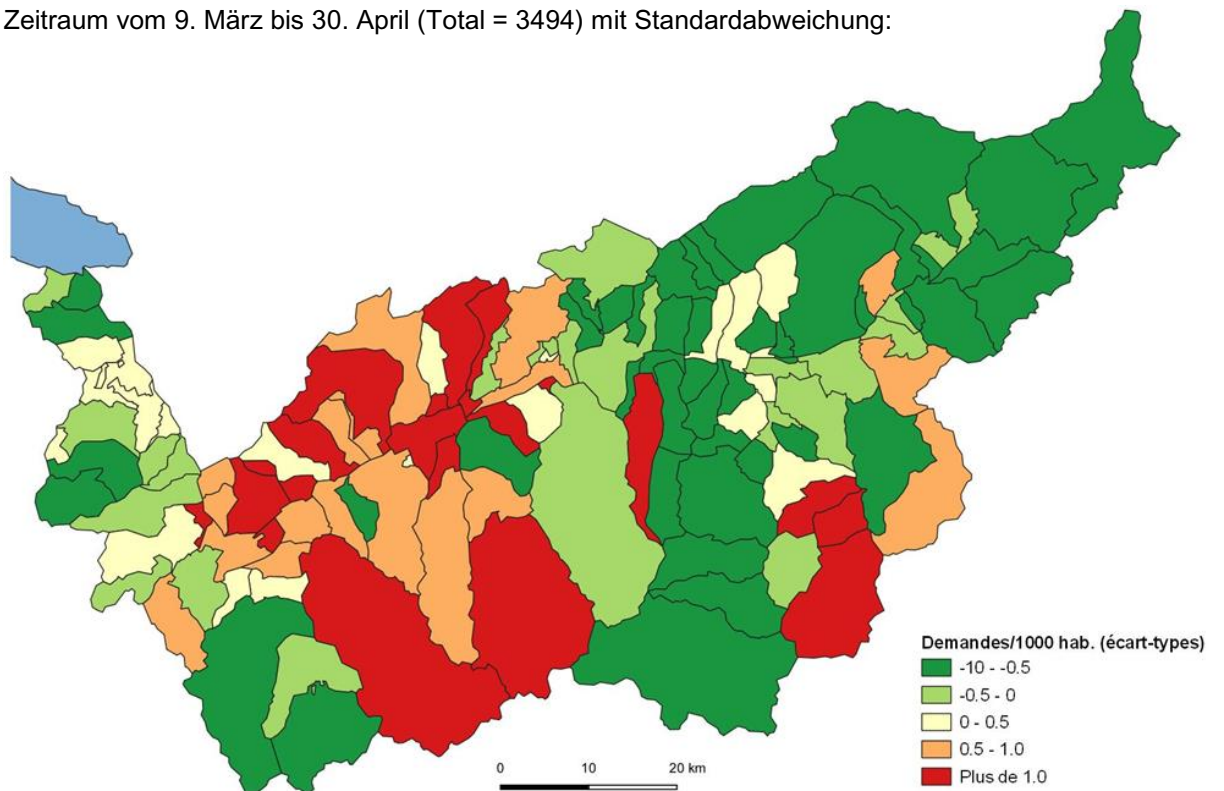 Zeitraum vom 9. März bis 30. April (Total = 3494) mit Standardabweichung:
Demandes/1000 hab. (écart-types)
-10 - -0.5
-0.5 - 0
0 - 0.5
0.5 - 1.0
Plus de 1.0
0 10 20 km